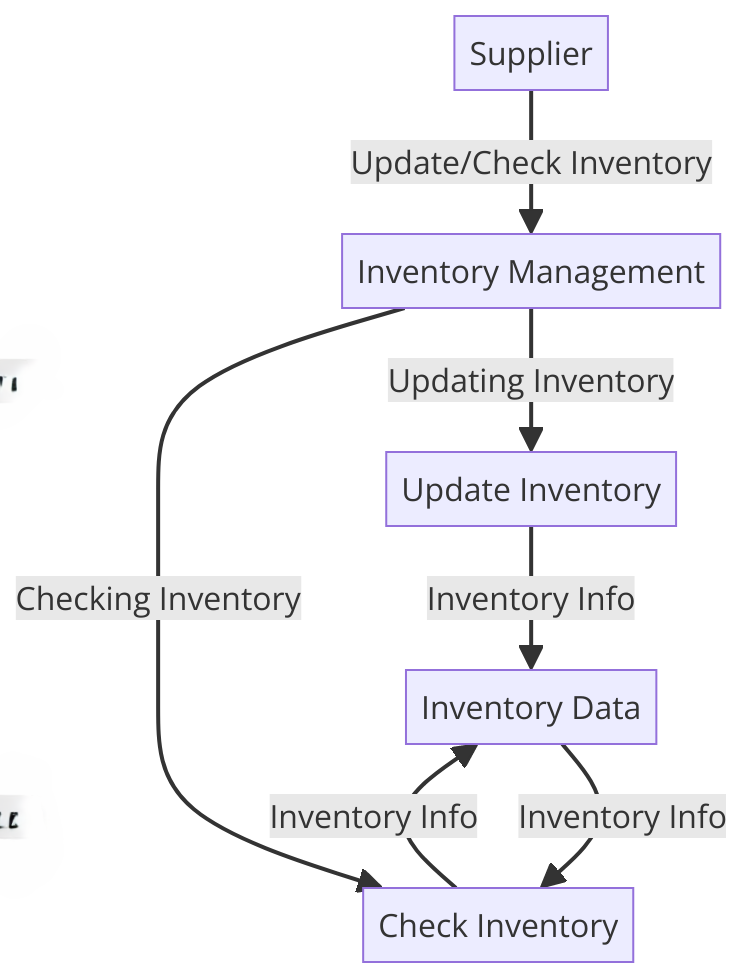 Supplier
Update/Check Inventory
Inventory Management
Updating Inventory
Update Inventory
Checking Inventory
Inventory Info
Inventory Data
Inventory Info
Inventory Info
Check Inventory